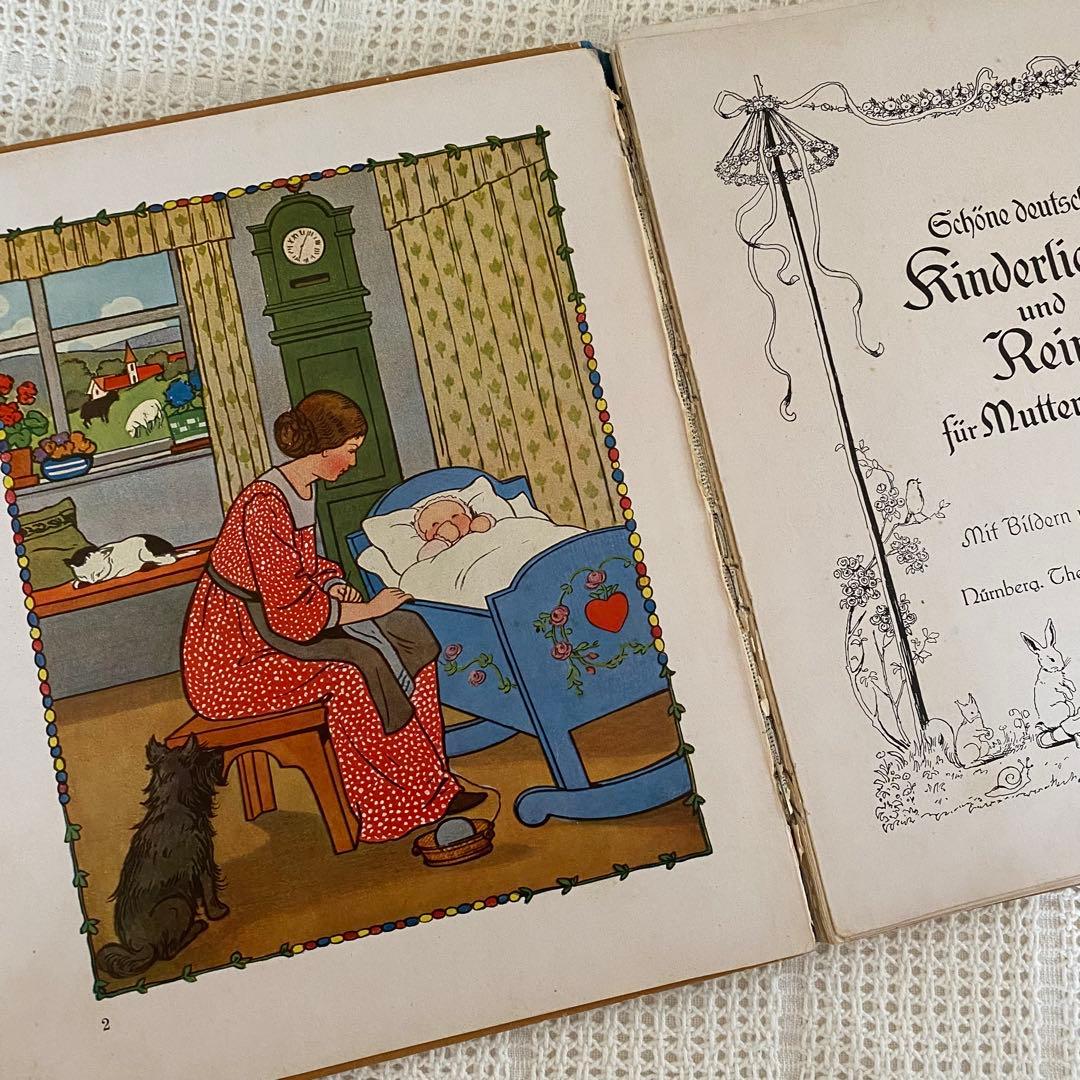 2
Schöne deutsch
Kinderlie
und
Rei
für Mutter
Mit Bildern
Nürnberg. The